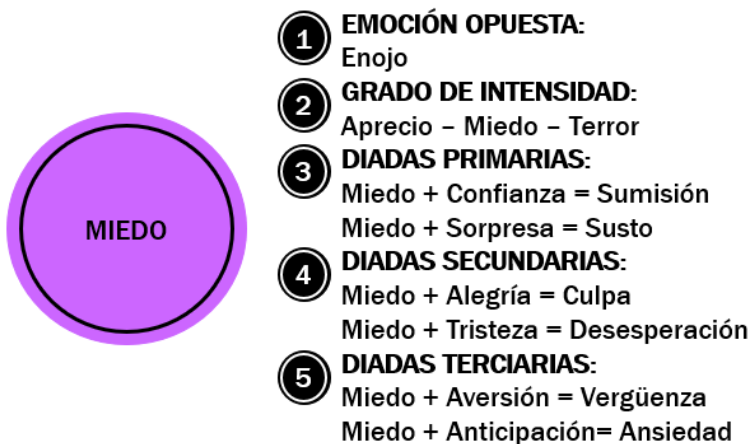 MIEDO
1
EMOCIÓN OPUESTA:
Enojo
2
GRADO DE INTENSIDAD:
Aprecio – Miedo – Terror
3
DIADAS PRIMARIAS:
Miedo + Confianza = Sumisión
Miedo + Sorpresa = Susto
4
DIADAS SECUNDARIAS:
Miedo + Alegría = Culpa
Miedo + Tristeza = Desesperación
5
DIADAS TERCIARIAS:
Miedo + Aversión = Vergüenza
Miedo + Anticipación= Ansiedad